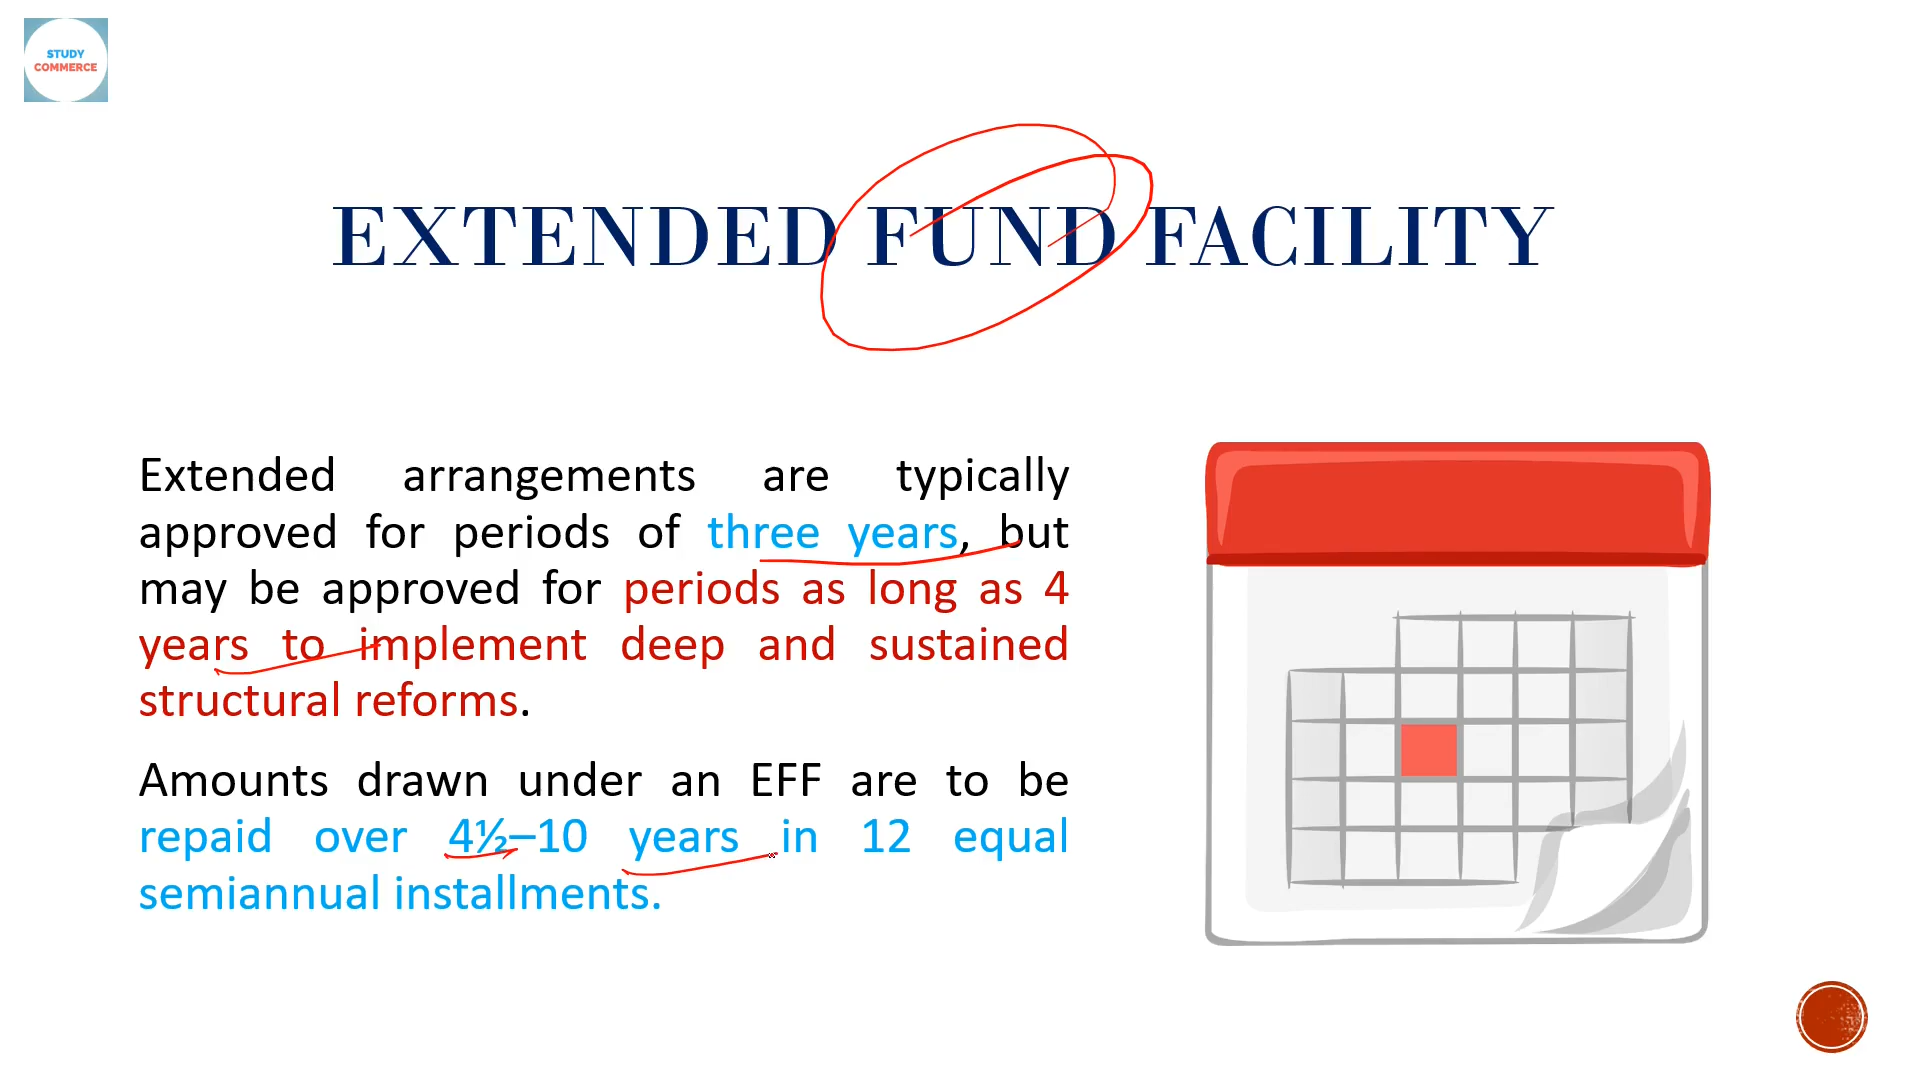 STUDY
COMMERCE
EXTENDED FUND FACILITY
Extended arrangements are typically
approved for periods of three years, but
may be approved for periods as long as 4
years to implement deep and sustained
structural reforms.
Amounts drawn under an EFF are to be
repaid over 4½–10 years in 12 equal
semiannual installments.